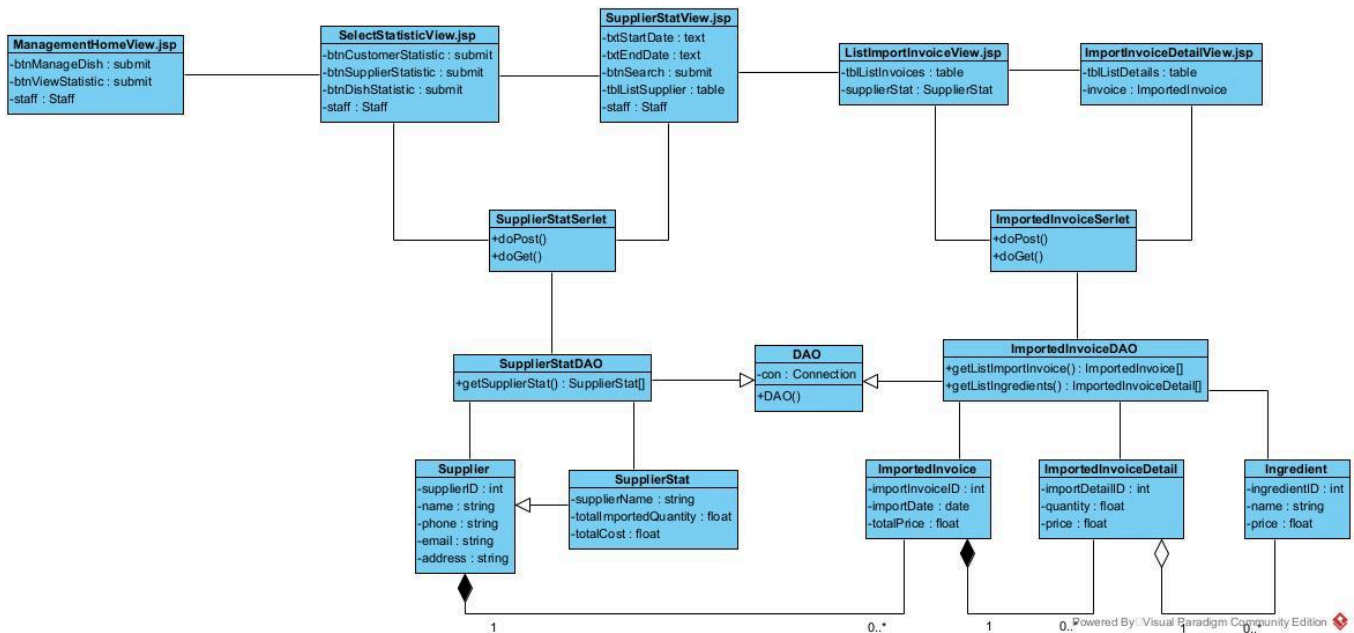 ManagementHomeView.jsp
-btnManageDish : submit
-btnViewStatistic : submit
-staff : Staff
SelectStatisticView.jsp
-btnCustomerStatistic : submit
-btnSupplierStatistic : submit
-btnDishStatistic : submit
-staff : Staff
SupplierStatView.jsp
-txtStartDate : text
-txtEndDate : text
-btnSearch : submit
-tblListSupplier : table
-staff : Staff
ListImportInvoiceView.jsp
-tblListInvoices : table
-supplierStat : SupplierStat
ImportInvoiceDetailView.jsp
-tblListDetails : table
-invoice : ImportedInvoice
SupplierStatSerlet
+doPost()
+doGet()
ImportedInvoiceSerlet
+doPost()
+doGet()
SupplierStatDAO
+getSupplierStat() : SupplierStat[]
DAO
-con : Connection
+DAO()
ImportedInvoiceDAO
+getListImportInvoice() : ImportedInvoice[]
+getListIngredients() : ImportedInvoiceDetail[]
Supplier
-supplierID : int
-name : string
-phone : string
-email : string
-address : string
SupplierStat
-supplierName : string
-totalImportedQuantity : float
-totalCost : float
ImportedInvoice
-importInvoiceID : int
-importDate : date
-totalPrice : float
ImportedInvoiceDetail
-importDetailID : int
-quantity : float
-price : float
Ingredient
-ingredientID : int
-name : string
-price : float
1
0..*
1
0..*
1
0..*
Powered By Visual Paradigm Community Edition